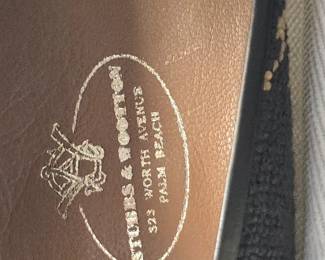 STUBBS & WOOTTON
323 WORTH AVENUE
PALM BEACH